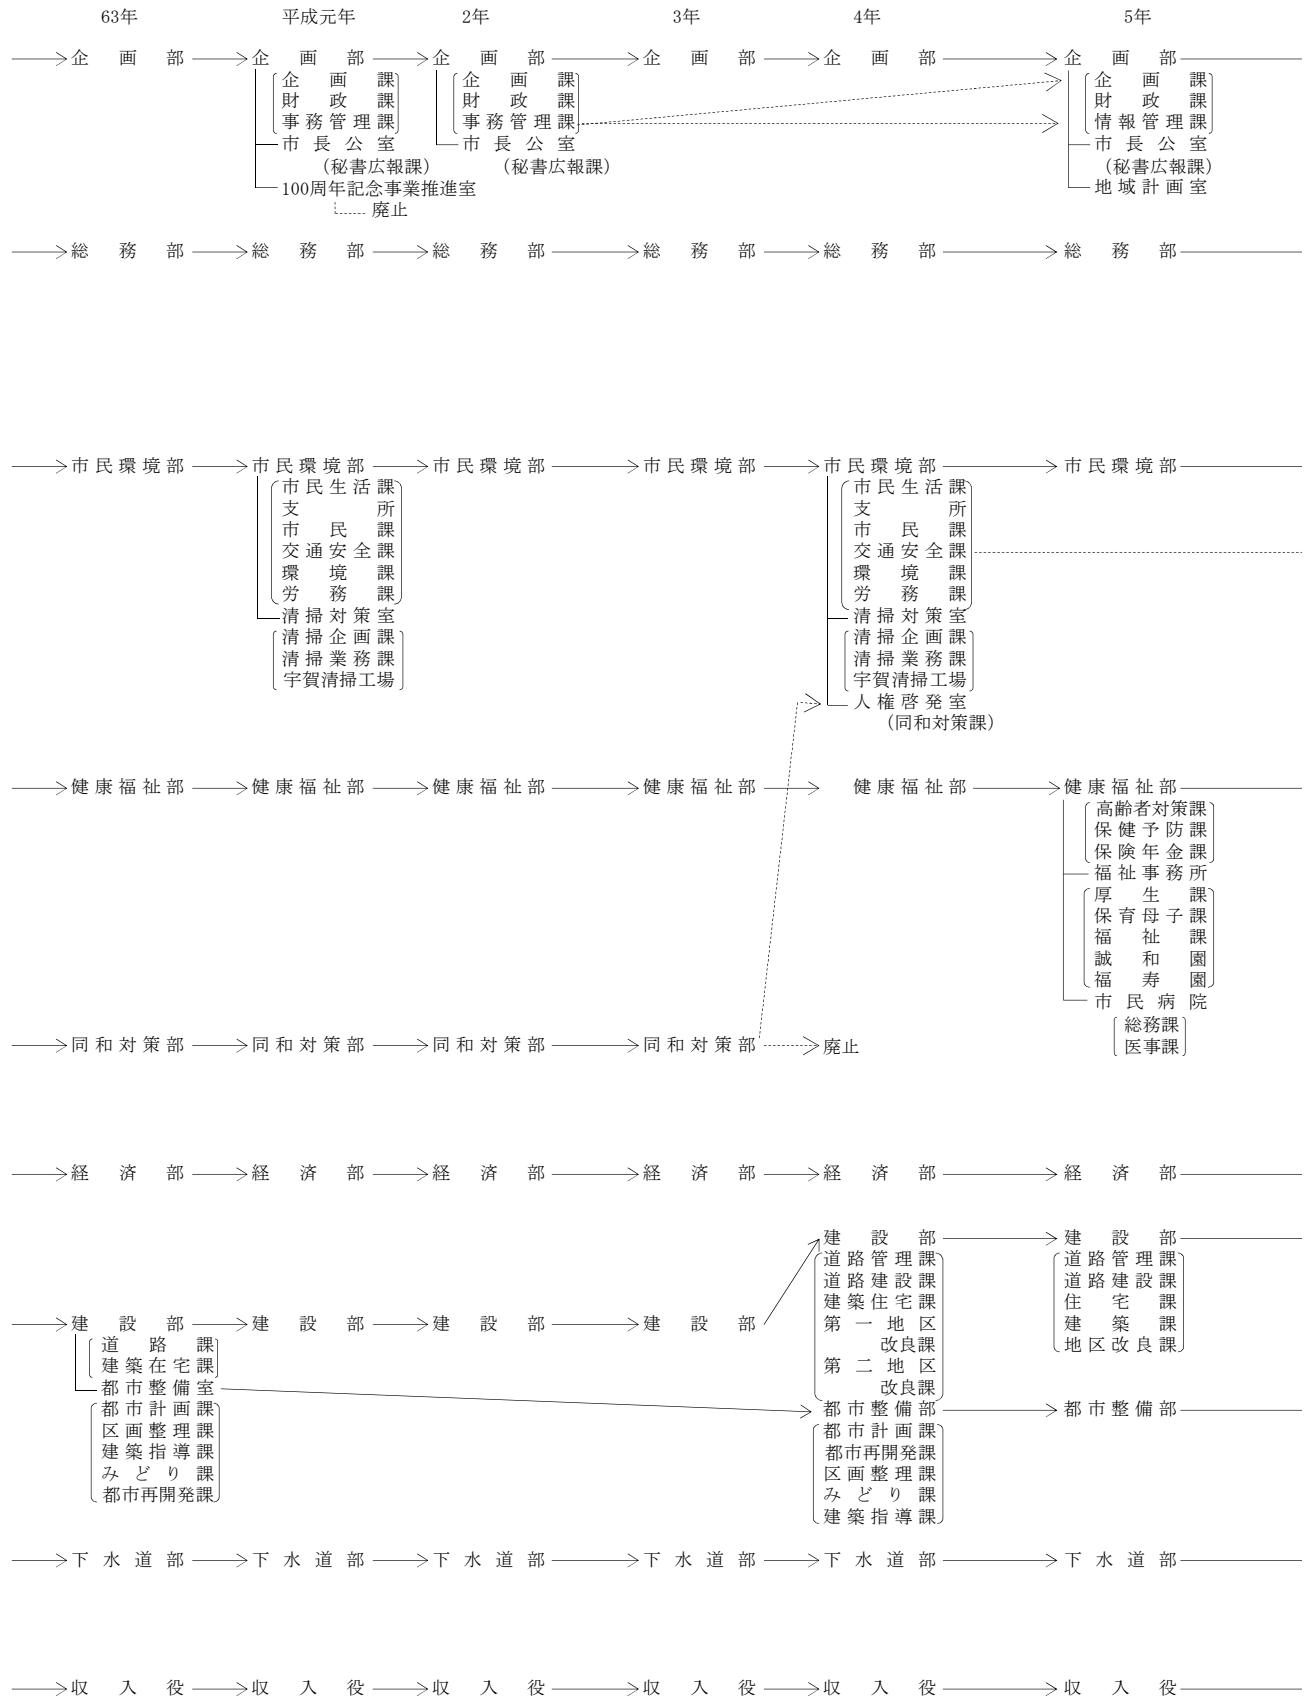 63年 平成元年 2年 3年 4年 5年
企画部 企画部 企画部 企画部 企画部 企画部
企画課 企画課 企画課
財政課 財政課 財政課
事務管理課 事務管理課 情報管理課
市長公室 市長公室 市長公室
（秘書広報課） （秘書広報課） （秘書広報課）
100周年記念事業推進室 地域計画室
廃止
総務部 総務部 総務部 総務部 総務部 総務部
市民環境部 市民環境部 市民環境部 市民環境部 市民環境部 市民環境部
市民生活課 市民生活課
支所 支所
市民課 市民課
交通安全課 交通安全課
環境課 環境課
労務課 労務課
清掃対策室 清掃対策室
清掃企画課 清掃企画課
清掃業務課 清掃業務課
宇賀清掃工場 宇賀清掃工場
人権啓発室
（同和対策課）
健康福祉部 健康福祉部 健康福祉部 健康福祉部 健康福祉部 健康福祉部
高齢者対策課
保健予防課
保険年金課
福祉事務所
厚生課
保育母子課
福祉課
誠和園
福寿園
市民病院
総務課
同和対策部 同和対策部 同和対策部 同和対策部 廃止 医事課
経済部 経済部 経済部 経済部 経済部 経済部
建設部 建設部
道路管理課 道路管理課
道路建設課 道路建設課
建築住宅課 住宅課
建設部 建設部 建設部 建設部 第一地区 建築課
道路課 改良課 地区改良課
建築在宅課 第二地区
都市整備室 改良課
都市計画課 都市整備部 都市整備部
区画整理課 都市計画課
建築指導課 都市再開発課
みどり課 区画整理課
都市再開発課 みどり課
建築指導課
下水道部 下水道部 下水道部 下水道部 下水道部 下水道部
収入役 収入役 収入役 収入役 収入役 収入役